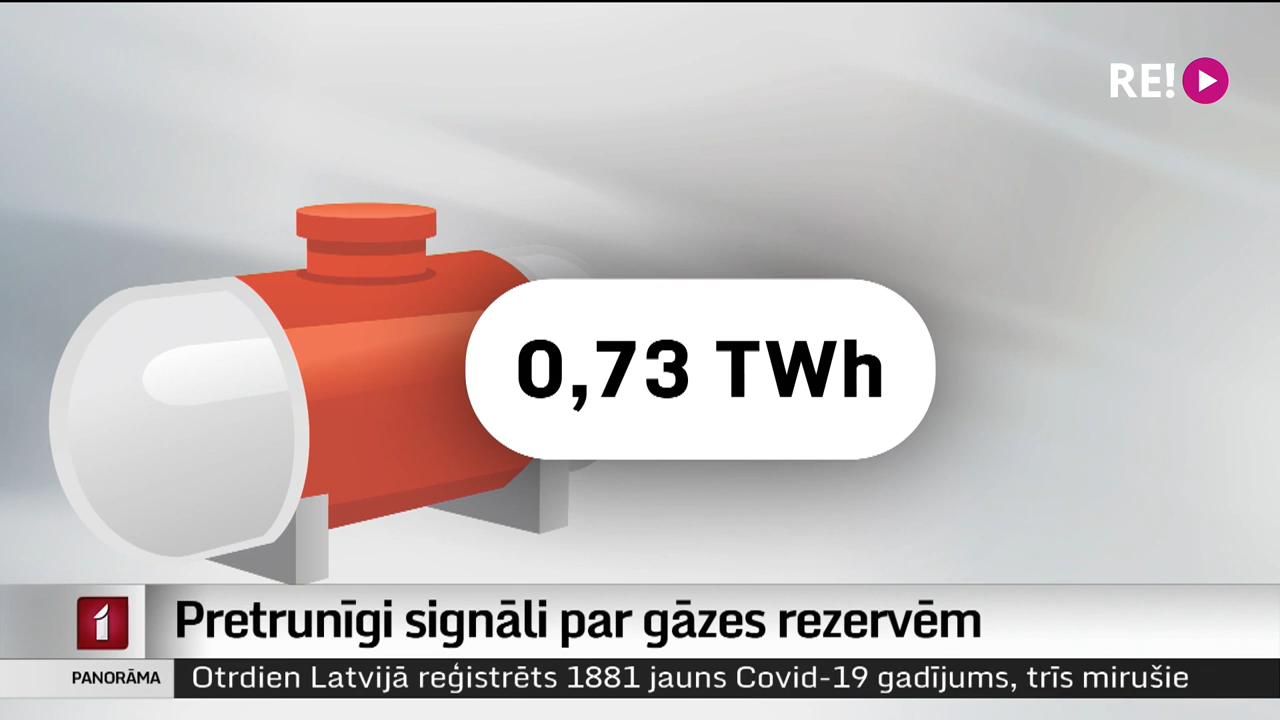 RE!
0,73 TWh
1
Pretrunīgi signāli par gāzes rezervēm
PANORĀMA
Otrdien Latvijā reģistrēts 1881 jauns Covid-19 gadījums, trīs mirušie